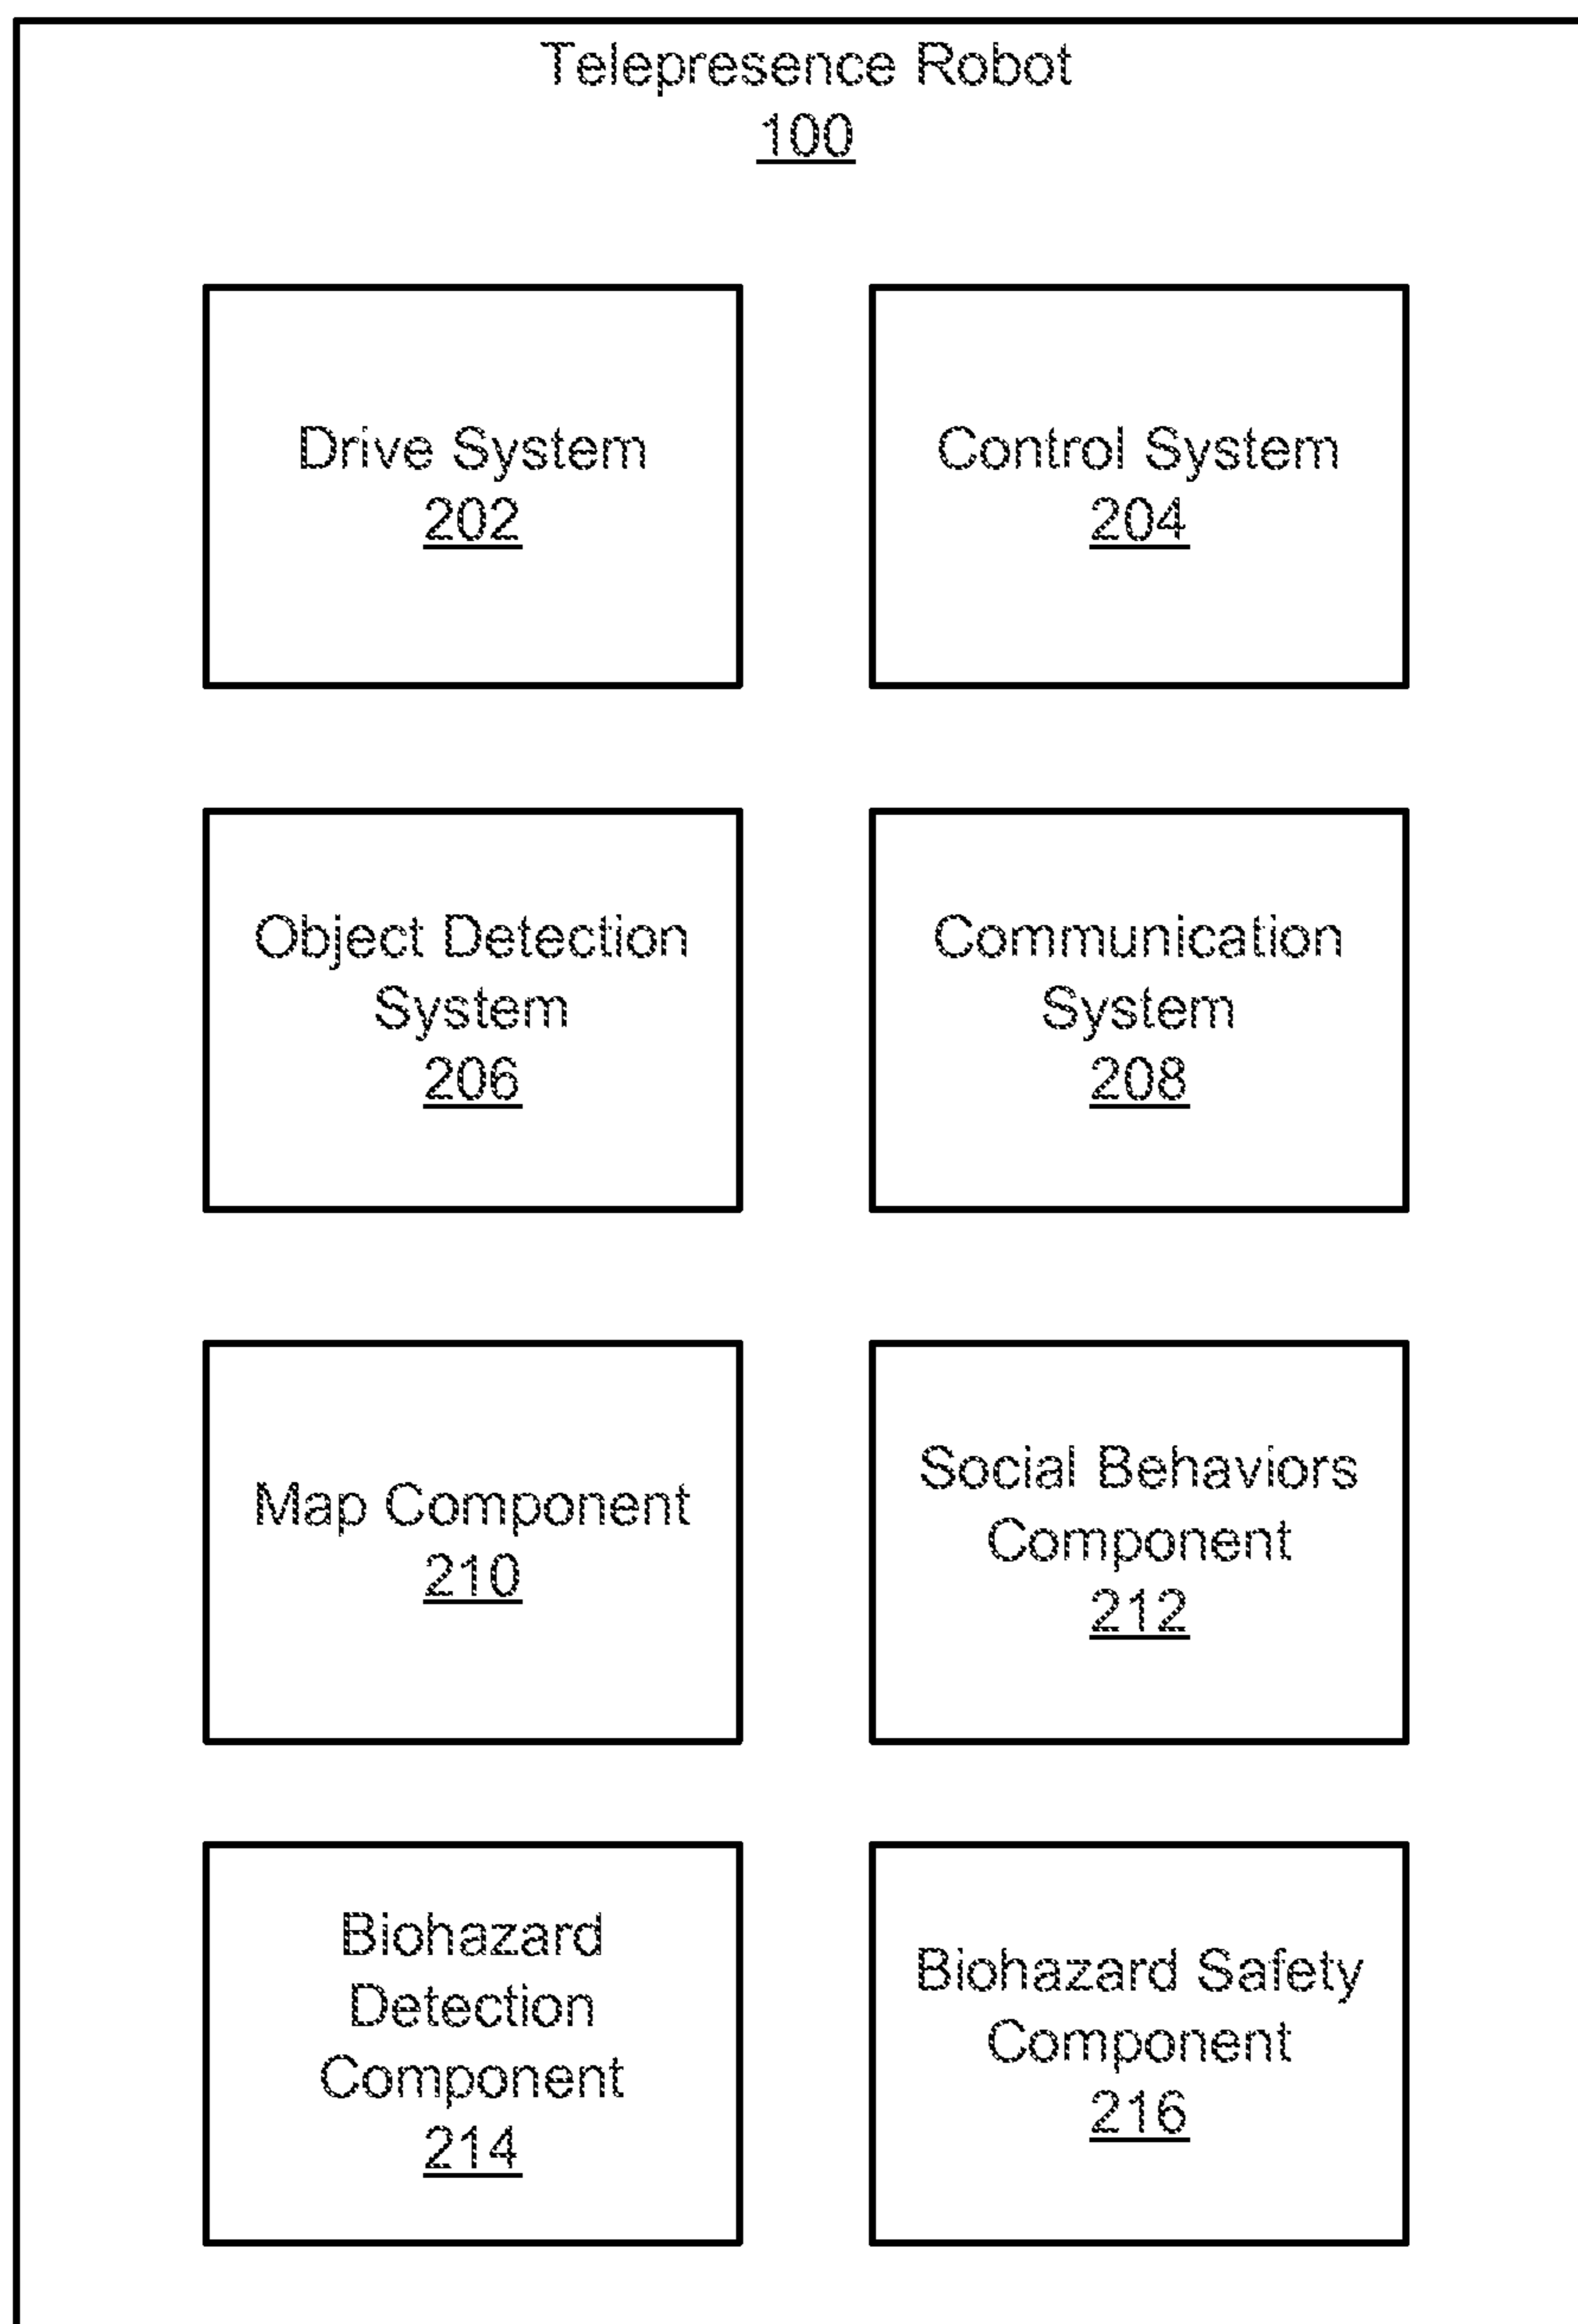 Telepresence Robot
100
Drive System
202
Control System
204
Object Detection
System
206
Communication
System
208
Map Component
210
Social Behaviors
Component
212
Biohazard
Detection
Component
214
Biohazard Safety
Component
216